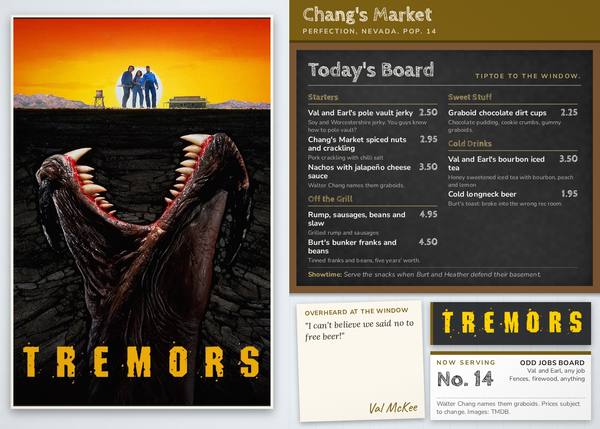 TREMORS
Chang's Market
PERFECTION, NEVADA. POP. 14
Today's Board
TIPTOE TO THE WINDOW.
Starters
Val and Earl's pole vault jerky 2.50
Soy and Worcestershire jerky. You guys know
how to pole vault?
Chang's Market spiced nuts 2.95
and crackling
Pork crackling with chilli salt
Nachos with jalapeño cheese 3.50
sauce
Walter Chang names them graboids.
Off the Grill
Rump, sausages, beans and 4.95
slaw
Grilled rump and sausages
Burt's bunker franks and 4.50
beans
Tinned franks and beans, five years' worth.
Sweet Stuff
Graboid chocolate dirt cups 2.25
Chocolate pudding, cookie crumbs, gummy
graboids.
Cold Drinks
Val and Earl's bourbon iced 3.50
tea
Honey sweetened iced tea with bourbon, peach
and lemon
Cold longneck beer 1.95
Burt's toast: broke into the wrong rec room.
Showtime: Serve the snacks when Burt and Heather defend their basement.
OVERHEARD AT THE WINDOW
"I can't believe we said no to
free beer!"
Val McKee
TREMORS
NOW SERVING
No. 14
ODD JOBS BOARD
Val and Earl, any job
Fences, firewood, anything
Walter Chang names them graboids. Prices subject
to change. Images: TMDB.